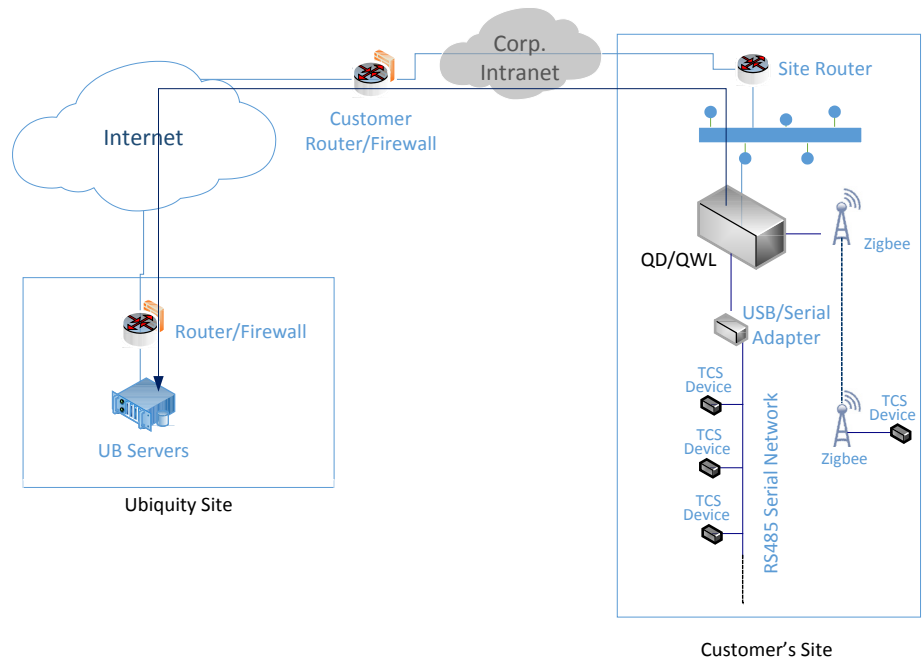 Corp.
Intranet
Site Router
Customer
Router/Firewall
Internet
QD/QWL
Zigbee
USB/Serial
Adapter
Router/Firewall
UB Servers
Ubiquity Site
TCS
Device
TCS
Device
TCS
Device
RS485 Serial Network
Zigbee
TCS
Device
Customer’s Site